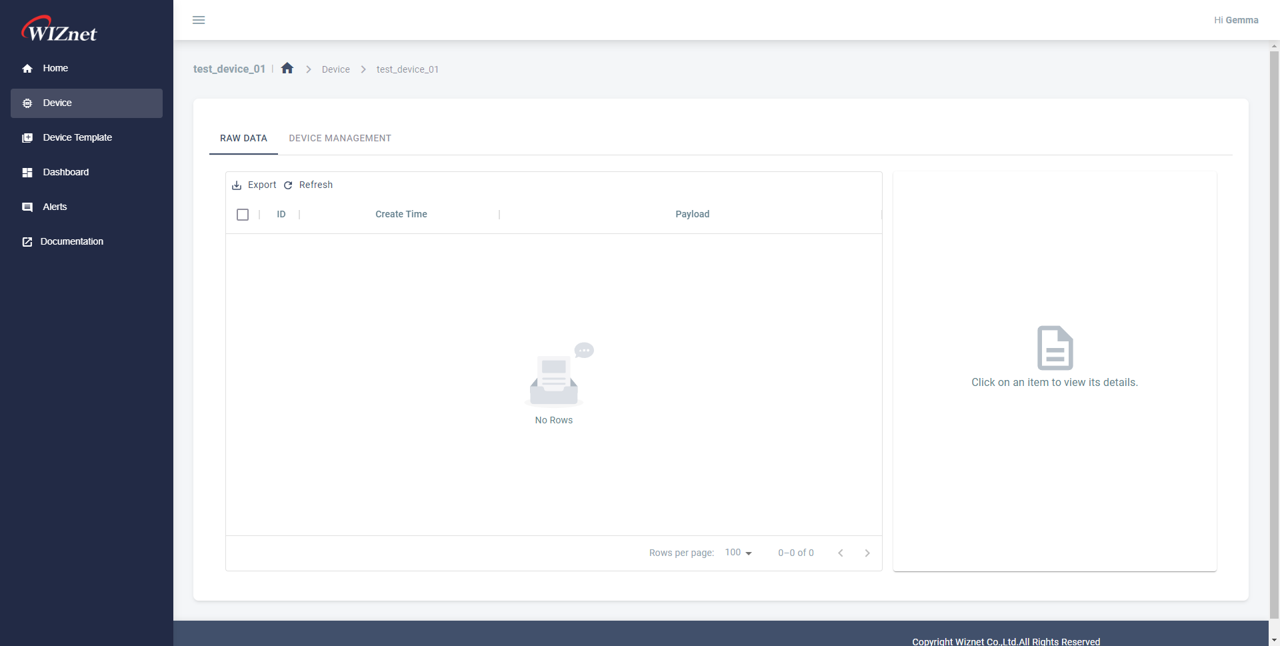 WIZnet
Hi Gemma
Home
Device
Device Template
Dashboard
Alerts
Documentation
test_device_01 | Device test_device_01
RAW DATA DEVICE MANAGEMENT
Export Refresh
ID Create Time Payload
No Rows
Click on an item to view its details.
Rows per page: 100 0–0 of 0
Copyright Wiznet Co.,Ltd.All Rights Reserved